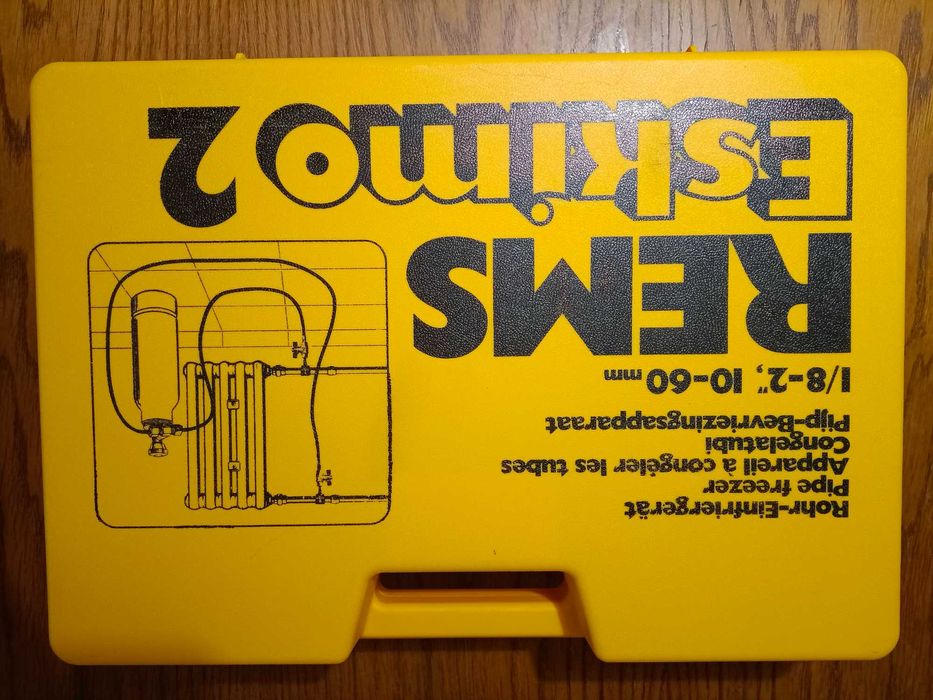 Rohr-Einfriergerät
Pipe freezer
Appareil à congéler les tubes
Congelatubi
Pijp-Bevriezingsapparaat
1/8-2", 10-60 mm
REMS
Eskimo 2